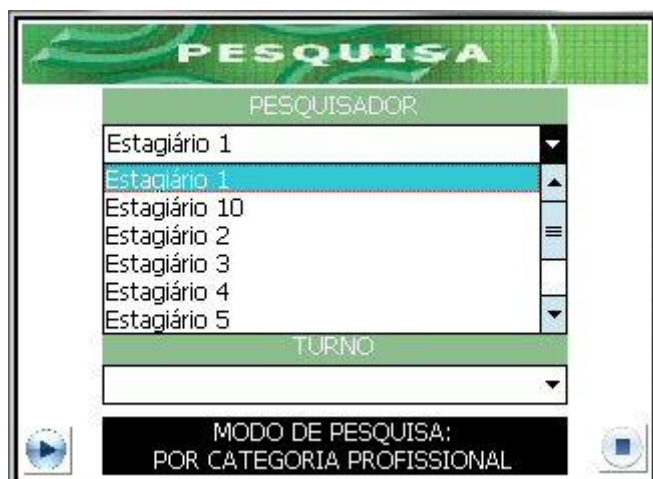 PESQUISA
PESQUISADOR
Estagiário 1
Estagiário 1
Estagiário 10
Estagiário 2
Estagiário 3
Estagiário 4
Estagiário 5
TURNO
MODO DE PESQUISA:
POR CATEGORIA PROFISSIONAL